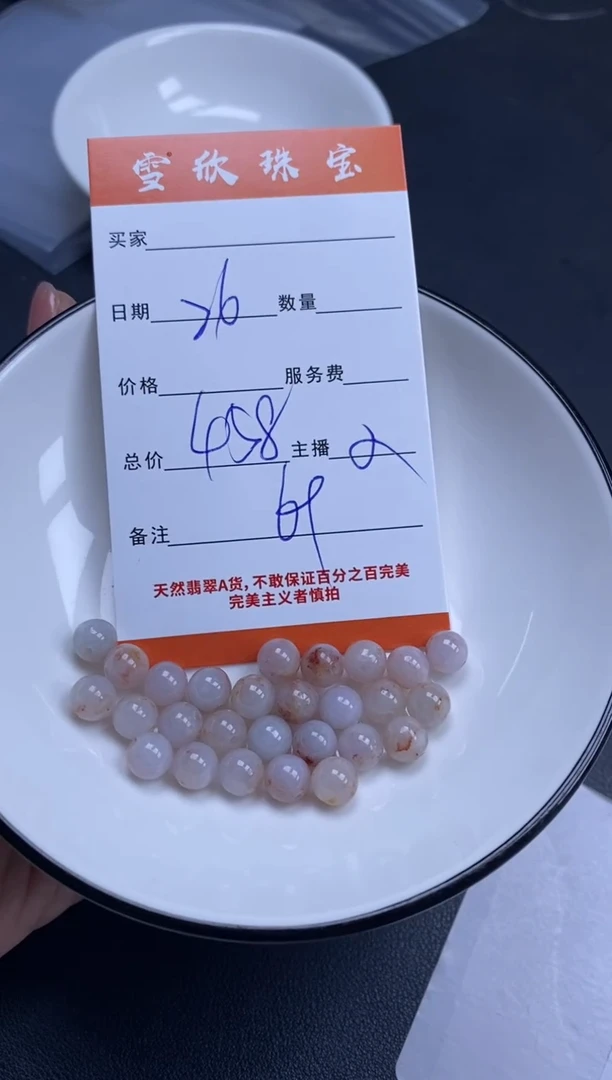 雪欣珠宝
买家
日期 26 数量
价格 服务费
总价 458 主播
备注
天然翡翠A货,不敢保证百分之百完美
完美主义者慎拍